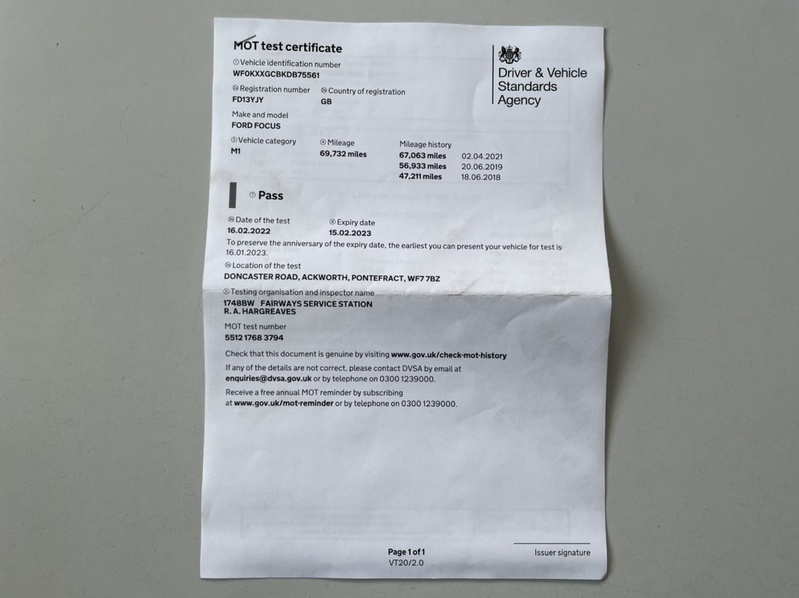 MOT test certificate
Driver & Vehicle
Standards
Agency
① Vehicle identification number
WF0KXXGCBKDB75561
Registration number Country of registration
FD13YJY GB
Make and model
FORD FOCUS
⑤ Vehicle category ④ Mileage Mileage history
M1 69,732 miles 67,063 miles 02.04.2021
56,933 miles 20.06.2019
47,211 miles 18.06.2018
⑦ Pass
Date of the test Expiry date
16.02.2022 15.02.2023
To preserve the anniversary of the expiry date, the earliest you can present your vehicle for test is
16.01.2023.
Location of the test
DONCASTER ROAD, ACKWORTH, PONTEFRACT, WF7 7BZ
Testing organisation and inspector name
1748BW FAIRWAYS SERVICE STATION
R. A. HARGREAVES
MOT test number
5512 1768 3794
Check that this document is genuine by visiting www.gov.uk/check-mot-history
If any of the details are not correct, please contact DVSA by email at
enquiries@dvsa.gov.uk or by telephone on 0300 1239000.
Receive a free annual MOT reminder by subscribing
at www.gov.uk/mot-reminder or by telephone on 0300 1239000.
Page 1 of 1
VT20/2.0
Issuer signature